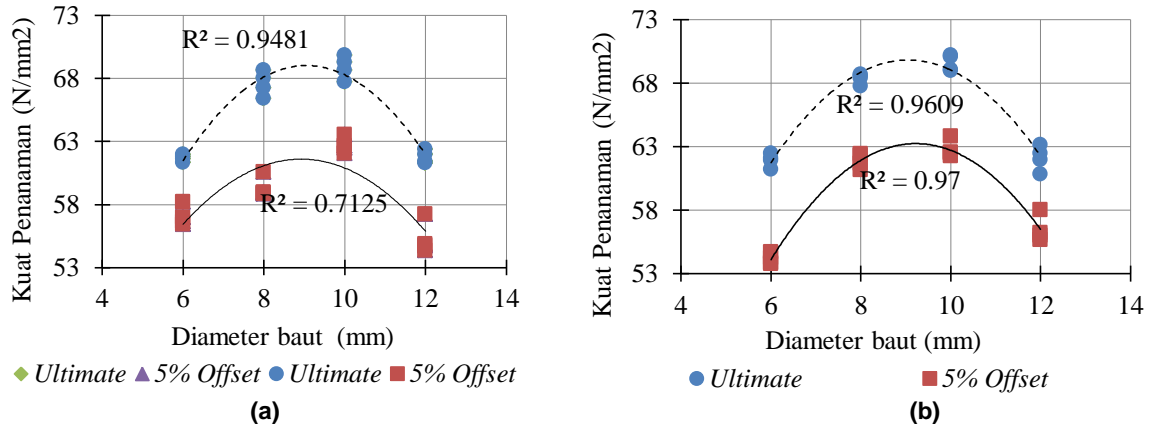 Kuat Penanaman (N/mm2)
73
68
63
58
53
R² = 0.9481
R² = 0.7125
4 6 8 10 12 14
Diameter baut (mm)
Ultimate 5% Offset Ultimate 5% Offset
(a)
Kuat Penanaman (N/mm2)
73
68
63
58
53
R² = 0.9609
R² = 0.97
4 6 8 10 12 14
Diameter baut (mm)
Ultimate 5% Offset
(b)